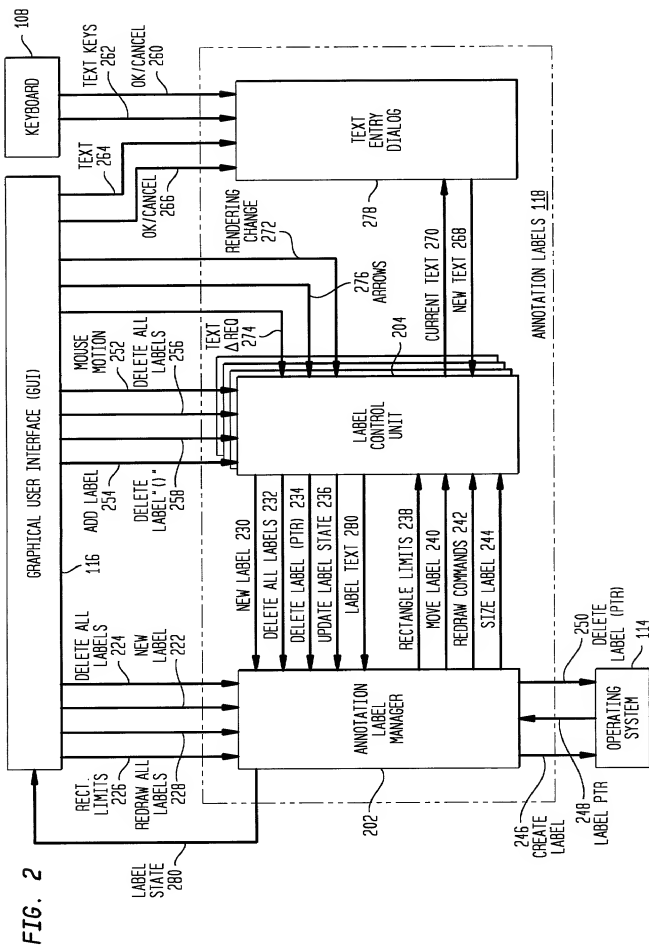 FIG. 2
GRAPHICAL USER INTERFACE (GUI)
116
KEYBOARD
108
TEXT KEYS
262
OK/CANCEL
260
TEXT
264
OK/CANCEL
266
RENDERING
CHANGE
272
276
ARROWS
TEXT
Δ REQ
274
MOUSE
MOTION
252
DELETE ALL
LABELS
256
ADD LABEL
254
DELETE
LABEL"()"
258
DELETE ALL
LABELS
224
NEW
LABEL
222
RECT.
LIMITS
226
REDRAW ALL
LABELS
228
LABEL
STATE
280
TEXT
ENTRY
DIALOG
278
CURRENT TEXT 270
NEW TEXT 268
204
LABEL
CONTROL
UNIT
NEW LABEL 230
DELETE ALL LABELS 232
DELETE LABEL (PTR) 234
UPDATE LABEL STATE 236
LABEL TEXT 280
RECTANGLE LIMITS 238
MOVE LABEL 240
REDRAW COMMANDS 242
SIZE LABEL 244
ANNOTATION
LABEL
MANAGER
202
ANNOTATION LABELS 118
246
CREATE
LABEL
248
LABEL PTR
250
DELETE
LABEL (PTR)
OPERATING
SYSTEM
114